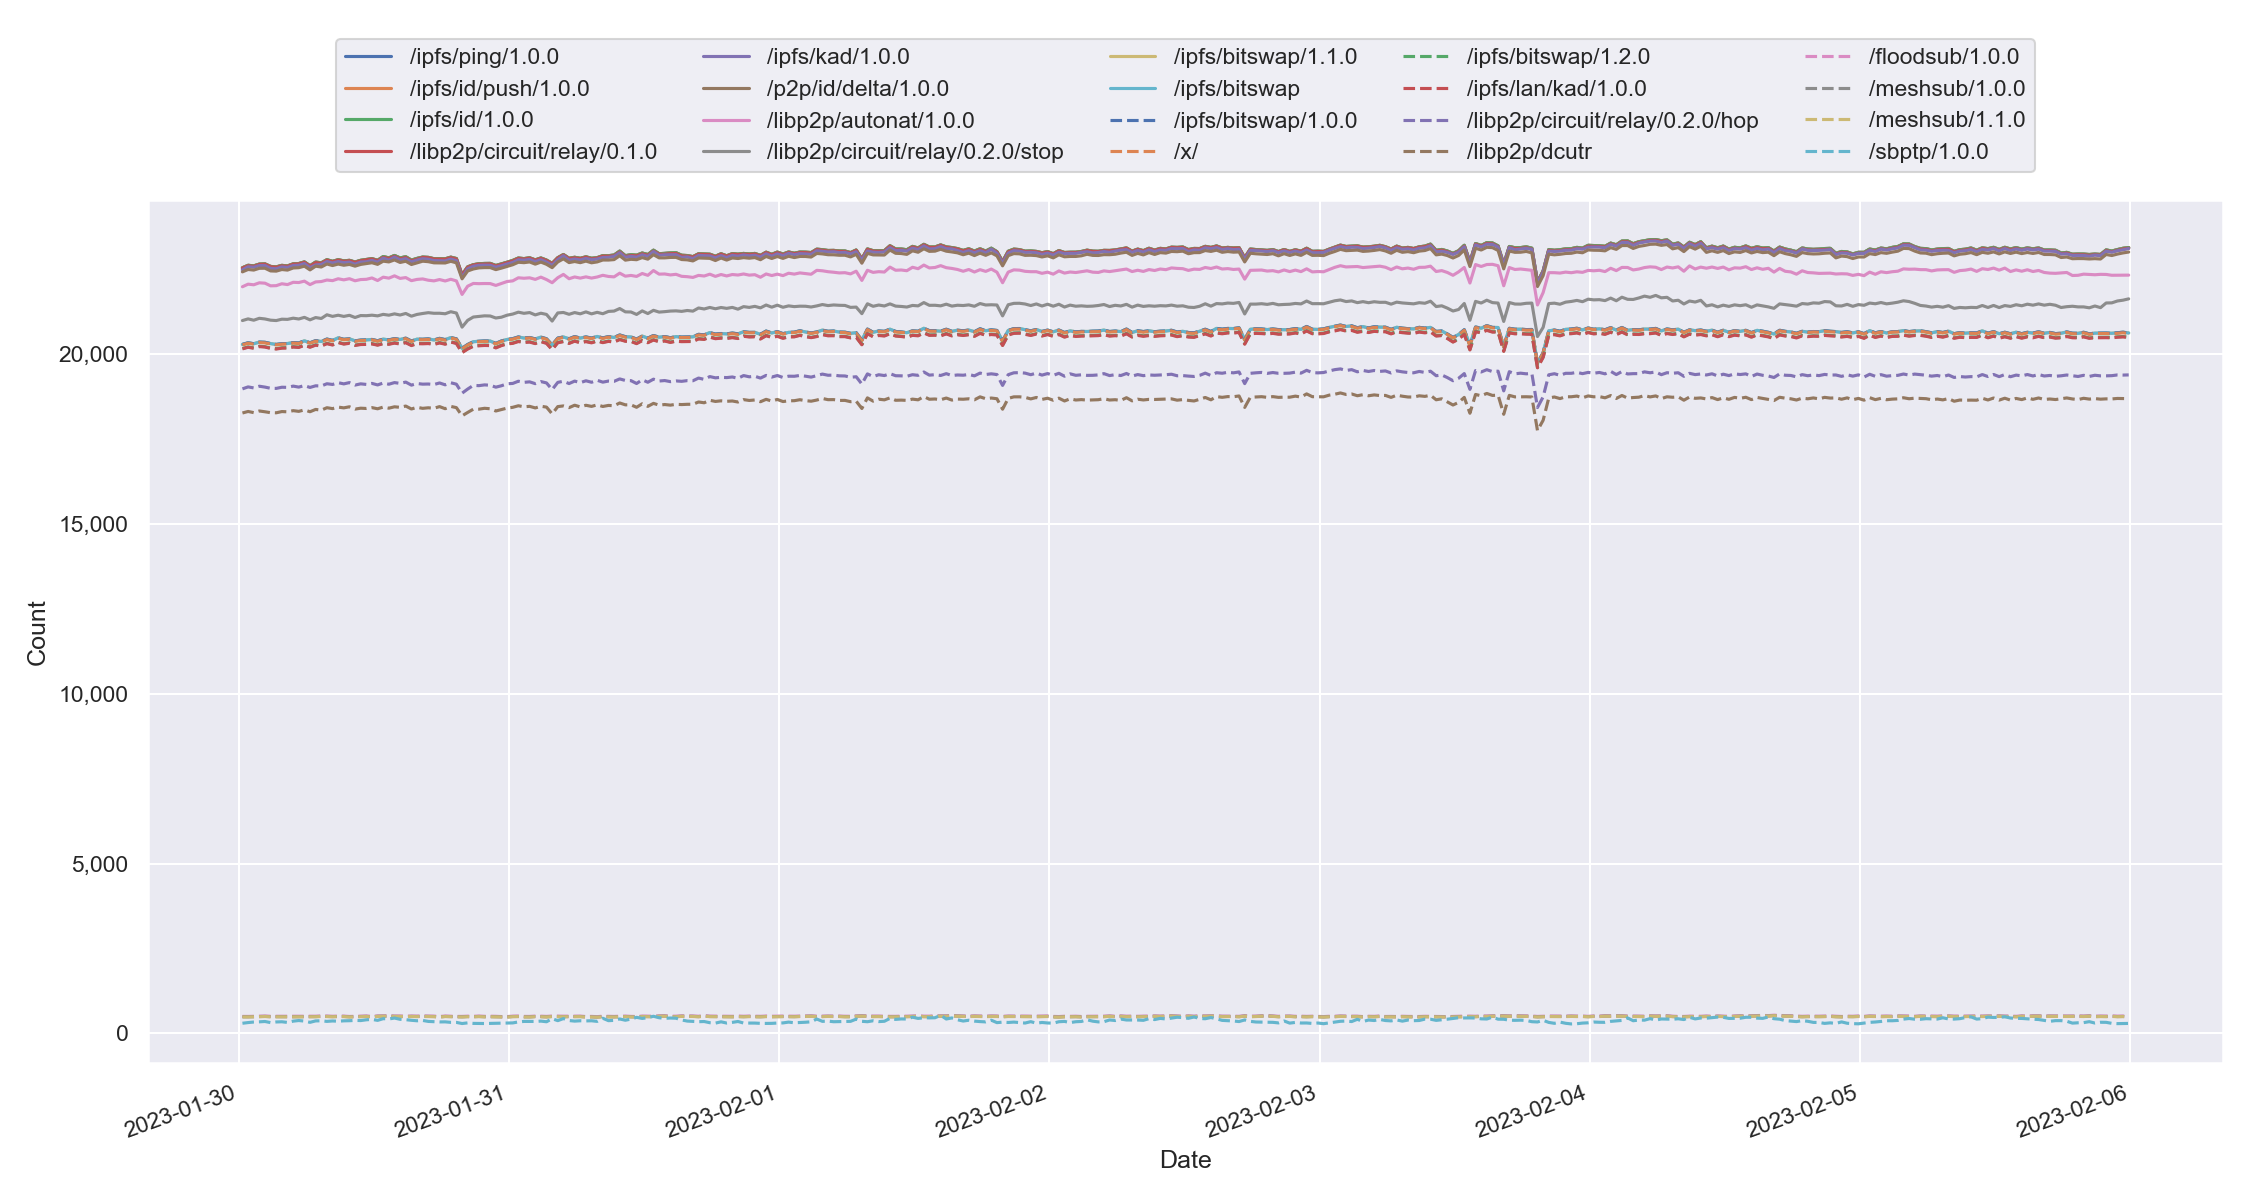 /ipfs/ping/1.0.0
/ipfs/id/push/1.0.0
/ipfs/id/1.0.0
/libp2p/circuit/relay/0.1.0
/ipfs/kad/1.0.0
/p2p/id/delta/1.0.0
/libp2p/autonat/1.0.0
/libp2p/circuit/relay/0.2.0/stop
/ipfs/bitswap/1.1.0
/ipfs/bitswap
/ipfs/bitswap/1.0.0
/x/
/ipfs/bitswap/1.2.0
/ipfs/lan/kad/1.0.0
/libp2p/circuit/relay/0.2.0/hop
/libp2p/dcutr
/floodsub/1.0.0
/meshsub/1.0.0
/meshsub/1.1.0
/sbptp/1.0.0
Count
20,000
15,000
10,000
5,000
0
2023-01-30
2023-01-31
2023-02-01
2023-02-02
2023-02-03
2023-02-04
2023-02-05
2023-02-06
Date